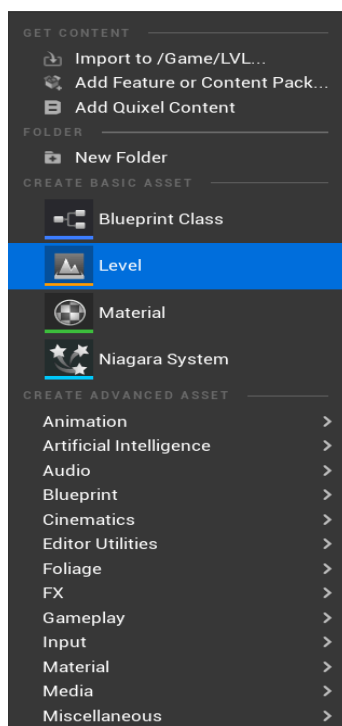 GET CONTENT
Import to /Game/LVL...
Add Feature or Content Pack...
Add Quixel Content
FOLDER
New Folder
CREATE BASIC ASSET
Blueprint Class
Level
Material
Niagara System
CREATE ADVANCED ASSET
Animation
Artificial Intelligence
Audio
Blueprint
Cinematics
Editor Utilities
Foliage
FX
Gameplay
Input
Material
Media
Miscellaneous